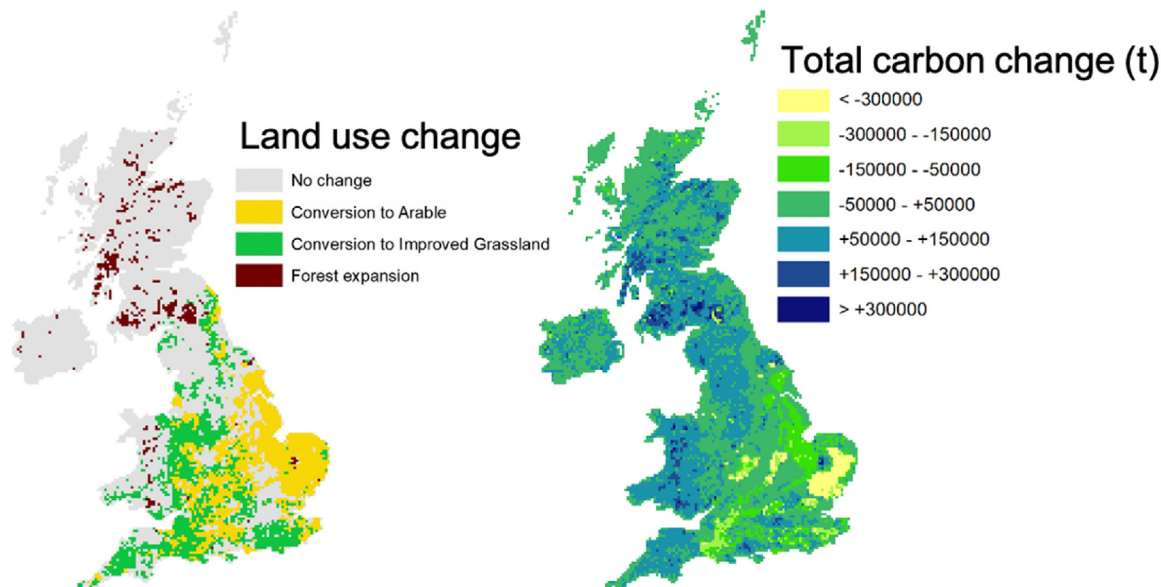 Land use change
No change
Conversion to Arable
Conversion to Improved Grassland
Forest expansion
Total carbon change (t)
< -300000
-300000 - -150000
-150000 - -50000
-50000 - +50000
+50000 - +150000
+150000 - +300000
> +300000